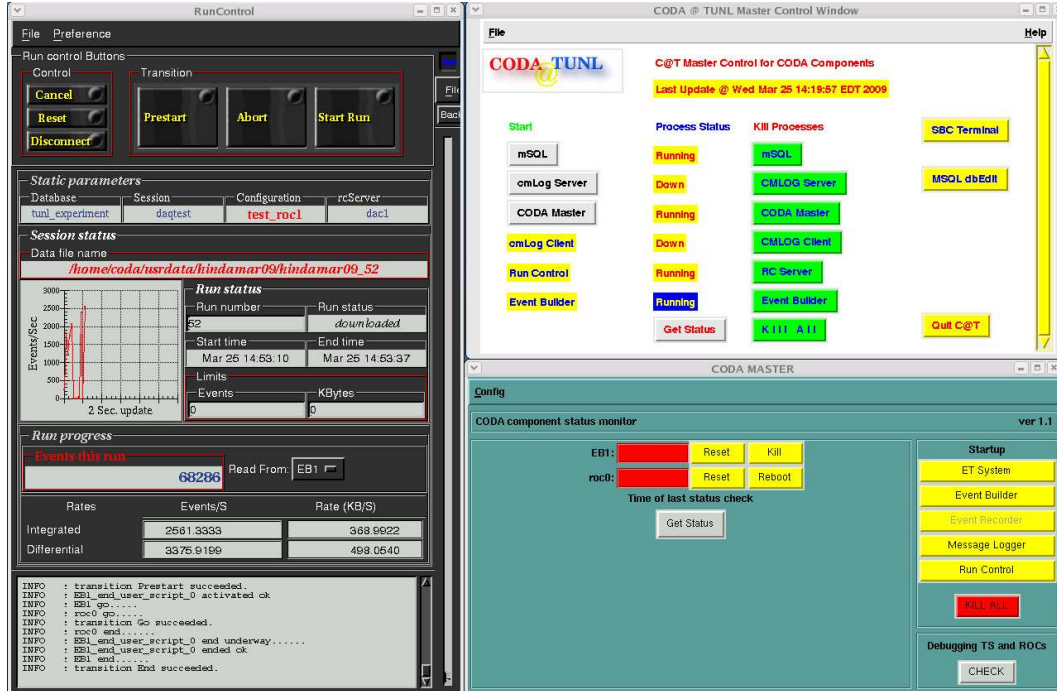 RunControl
File Preference
Run control Buttons
Control
Transition
Cancel
Reset
Disconnect
Prestart
Abort
Start Run
File
Back
Static parameters
Database Session Configuration rcServer
tunl_experiment daqtest test_roc1 dac1
Session status
Data file name
/home/coda/usrdata/hindamar09/hindamar09_52
3000
2500
2000
1500
1000
500
0
Events/Sec
2 Sec. update
Run status
Run number Run status
52 downloaded
Start time End time
Mar 25 14:53:10 Mar 25 14:53:37
Limits
Events KBytes
0 0
Run progress
Events this run
68286
Read From: EB1
Rates Events/S Rate (KB/S)
Integrated 2561.3333 368.9922
Differential 3375.9199 498.0540
INFO : transition Prestart succeeded.
INFO : EB1_end_user_script_0 activated ok
INFO : EB1 go.....
INFO : roc0 go.....
INFO : transition Go succeeded.
INFO : roc0 end......
INFO : EB1_end_user_script_0 end underway......
INFO : EB1_end_user_script_0 ended ok
INFO : EB1 end......
INFO : transition End succeeded.
CODA @ TUNL Master Control Window
File Help
CODA @ TUNL
C@T Master Control for CODA Components
Last Update @ Wed Mar 25 14:19:57 EDT 2009
Start Process Status Kill Processes
mSQL Running mSQL
cmLog Server Down CMLOG Server
CODA Master Running CODA Master
cmLog Client Down CMLOG Client
Run Control Running RC Server
Event Builder Running Event Builder
Get Status Kill All
SBC Terminal
MSQL dbEdit
Quit C@T
CODA MASTER
Config
CODA component status monitor ver 1.1
EB1: Reset Kill
roc0: Reset Reboot
Time of last status check
Get Status
Startup
ET System
Event Builder
Event Recorder
Message Logger
Run Control
KILL ALL
Debugging TS and ROCs
CHECK